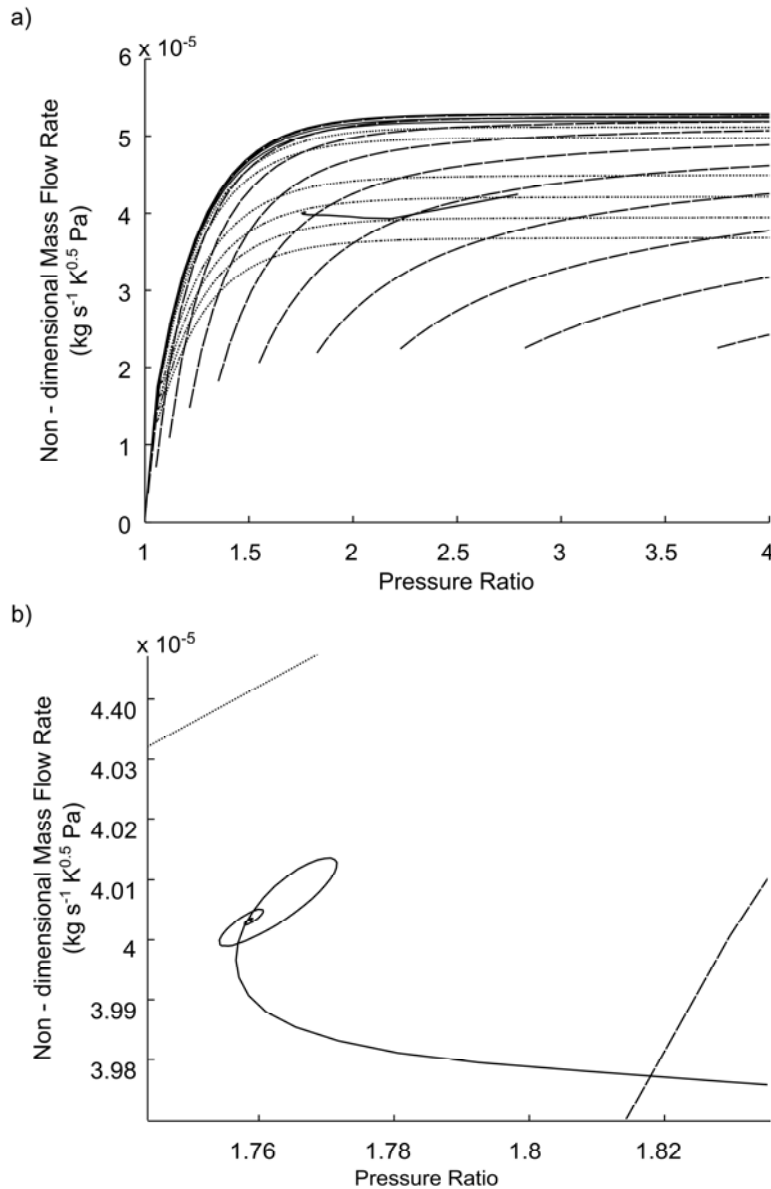 a)
x 10-5
6
5
4
3
2
1
0
Non - dimensional Mass Flow Rate
(kg s-1 K0.5 Pa)
1 1.5 2 2.5 3 3.5 4
Pressure Ratio
b)
x 10-5
4.40
4.03
4.02
4.01
4
3.99
3.98
Non - dimensional Mass Flow Rate
(kg s-1 K0.5 Pa)
1.76 1.78 1.8 1.82
Pressure Ratio